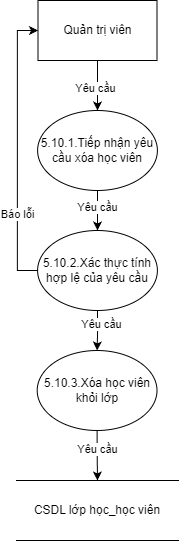 Quản trị viên
Yêu cầu
5.10.1.Tiếp nhận yêu
cầu xóa học viên
Yêu cầu
Báo lỗi
5.10.2.Xác thực tính
hợp lệ của yêu cầu
Yêu cầu
5.10.3.Xóa học viên
khỏi lớp
Yêu cầu
CSDL lớp học_học viên